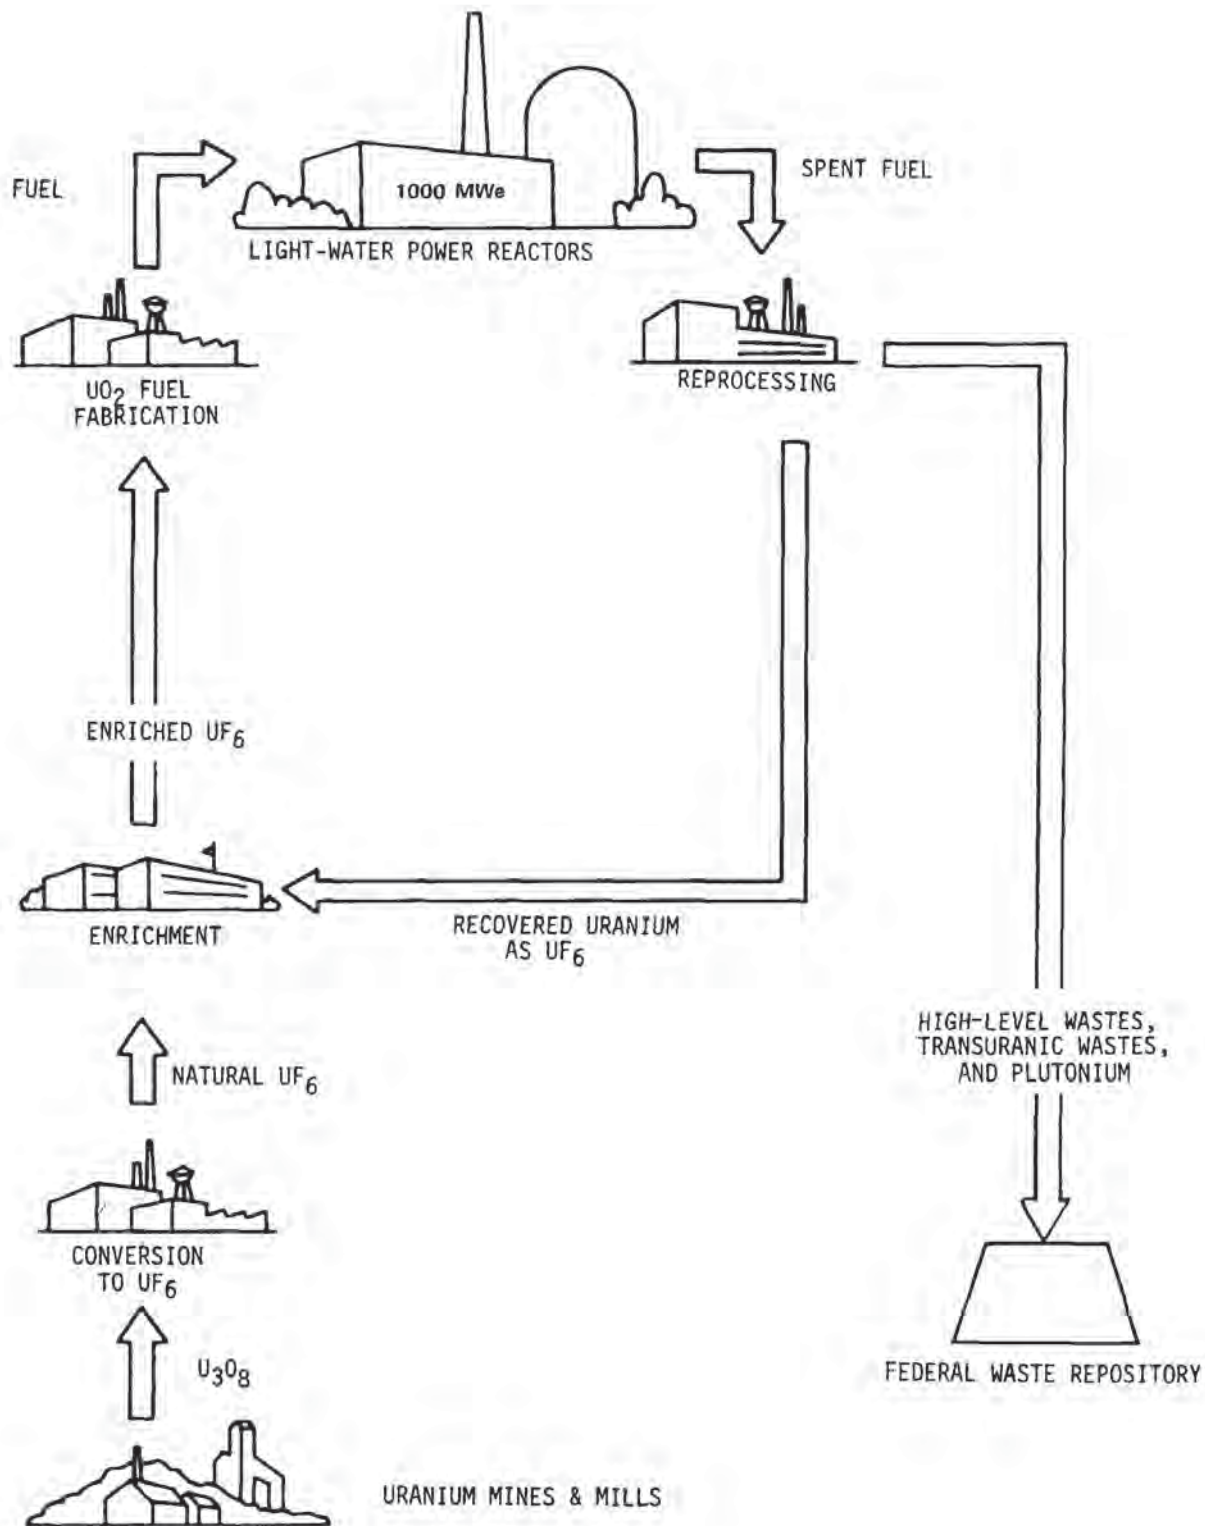 FUEL
1000 MWe
SPENT FUEL
LIGHT-WATER POWER REACTORS
UO2 FUEL
FABRICATION
REPROCESSING
ENRICHED UF6
ENRICHMENT
RECOVERED URANIUM
AS UF6
HIGH-LEVEL WASTES,
TRANSURANIC WASTES,
AND PLUTONIUM
NATURAL UF6
CONVERSION
TO UF6
U3O8
FEDERAL WASTE REPOSITORY
URANIUM MINES & MILLS